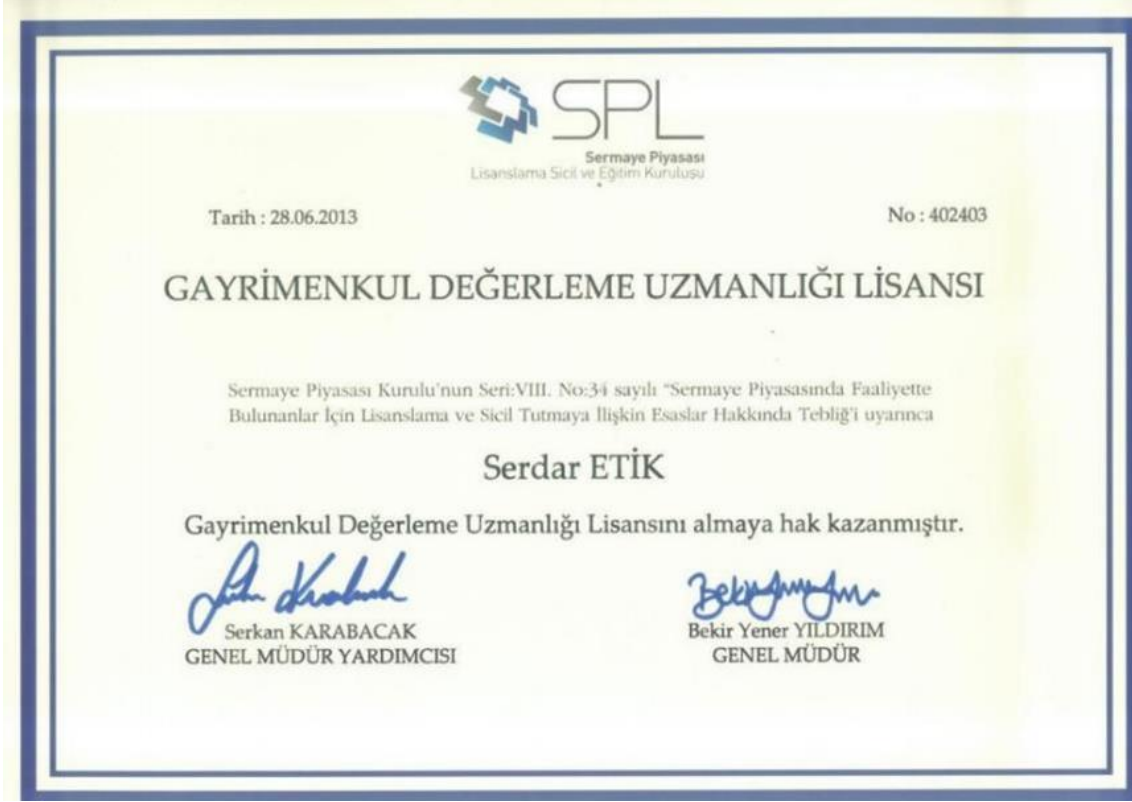 SPL
Sermaye Piyasası
Lisanslama Sicil ve Eğitim Kuruluşu
Tarih : 28.06.2013
No : 402403
GAYRİMENKUL DEĞERLEME UZMANLIĞI LİSANSI
Sermaye Piyasası Kurulu'nun Seri:VIII. No:34 sayılı "Sermaye Piyasasında Faaliyette
Bulunanlar İçin Lisanslama ve Sicil Tutmaya İlişkin Esaslar Hakkında Tebliğ'i uyarınca
Serdar ETİK
Gayrimenkul Değerleme Uzmanlığı Lisansını almaya hak kazanmıştır.
Serkan KARABACAK
GENEL MÜDÜR YARDIMCISI
Bekir Yener YILDIRIM
GENEL MÜDÜR